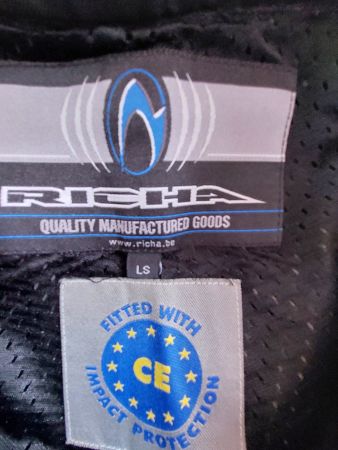 RICHA
QUALITY MANUFACTURED GOODS
www.richa.be
LS
FITTED WITH
CE
IMPACT PROTECTION